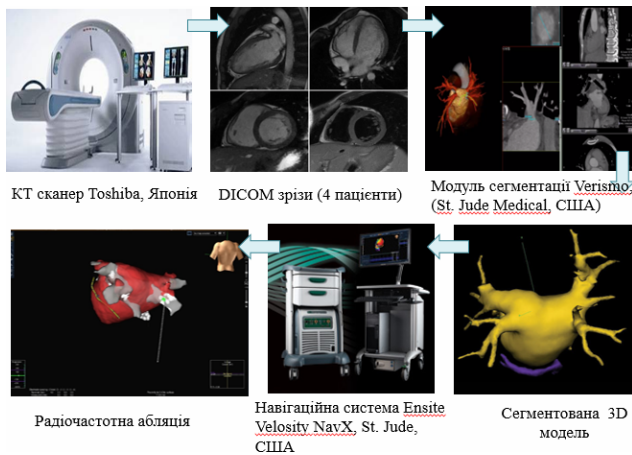 КТ сканер Toshiba, Японія
DICOM зрізи (4 пацієнти)
Модуль сегментації Verismo,
(St. Jude Medical, США)
Радіочастотна абляція
Навігаційна система Ensite
Velosity NavX, St. Jude,
США
Сегментована 3D
модель